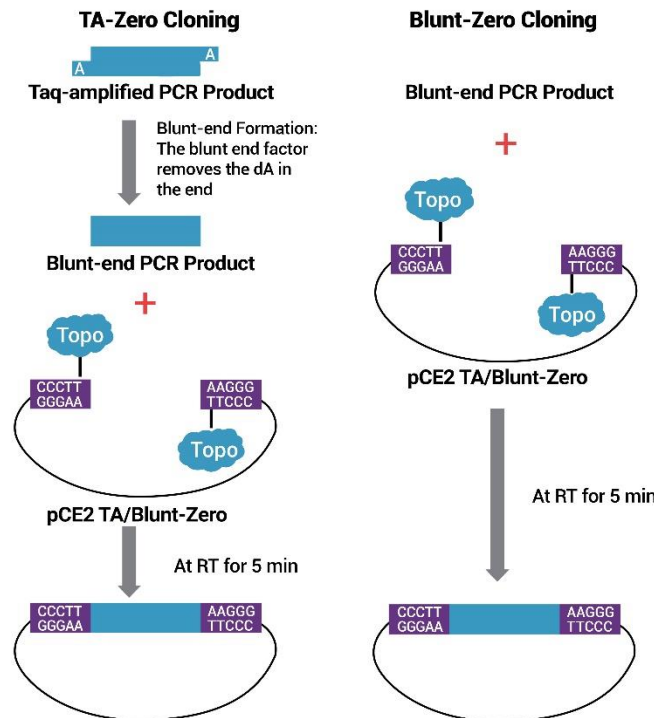 TA-Zero Cloning
A
A
Taq-amplified PCR Product
Blunt-end Formation:
The blunt end factor
removes the dA in
the end
Blunt-end PCR Product
+
Topo
CCCTT
GGGAA
AAGGG
TTCCC
Topo
pCE2 TA/Blunt-Zero
At RT for 5 min
CCCTT
GGGAA
AAGGG
TTCCC
Blunt-Zero Cloning
Blunt-end PCR Product
+
Topo
CCCTT
GGGAA
AAGGG
TTCCC
Topo
pCE2 TA/Blunt-Zero
At RT for 5 min
CCCTT
GGGAA
AAGGG
TTCCC